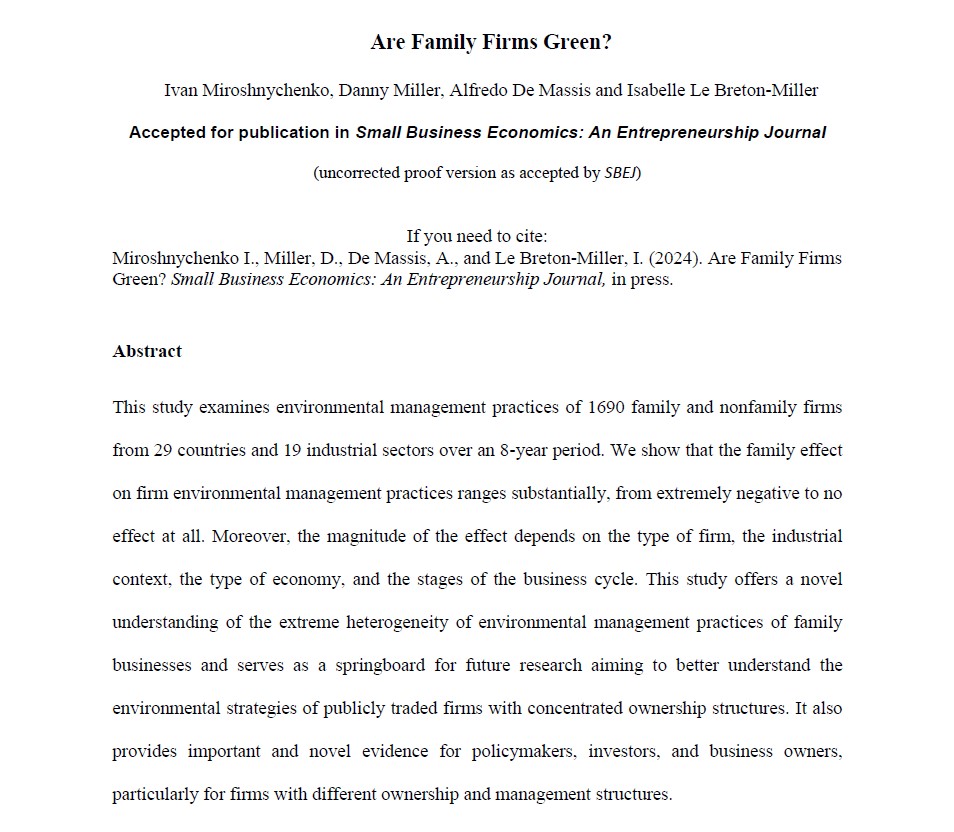 Are Family Firms Green?
Ivan Miroshnychenko, Danny Miller, Alfredo De Massis and Isabelle Le Breton-Miller
Accepted for publication in Small Business Economics: An Entrepreneurship Journal
(uncorrected proof version as accepted by SBEJ)
If you need to cite:
Miroshnychenko I., Miller, D., De Massis, A., and Le Breton-Miller, I. (2024). Are Family Firms
Green? Small Business Economics: An Entrepreneurship Journal, in press.
Abstract
This study examines environmental management practices of 1690 family and nonfamily firms
from 29 countries and 19 industrial sectors over an 8-year period. We show that the family effect
on firm environmental management practices ranges substantially, from extremely negative to no
effect at all. Moreover, the magnitude of the effect depends on the type of firm, the industrial
context, the type of economy, and the stages of the business cycle. This study offers a novel
understanding of the extreme heterogeneity of environmental management practices of family
businesses and serves as a springboard for future research aiming to better understand the
environmental strategies of publicly traded firms with concentrated ownership structures. It also
provides important and novel evidence for policymakers, investors, and business owners,
particularly for firms with different ownership and management structures.